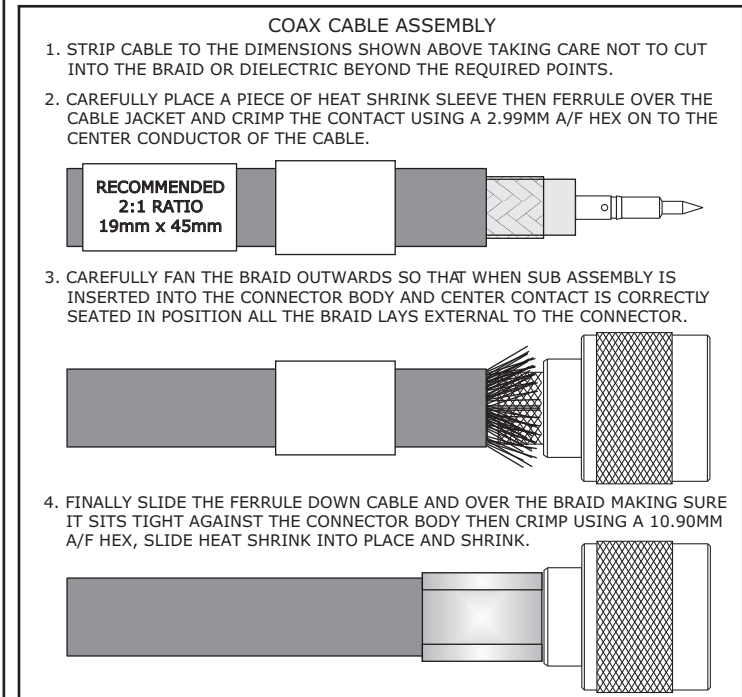 COAX CABLE ASSEMBLY
1. STRIP CABLE TO THE DIMENSIONS SHOWN ABOVE TAKING CARE NOT TO CUT
INTO THE BRAID OR DIELECTRIC BEYOND THE REQUIRED POINTS.
2. CAREFULLY PLACE A PIECE OF HEAT SHRINK SLEEVE THEN FERRULE OVER THE
CABLE JACKET AND CRIMP THE CONTACT USING A 2.99MM A/F HEX ON TO THE
CENTER CONDUCTOR OF THE CABLE.
RECOMMENDED
2:1 RATIO
19mm x 45mm
3. CAREFULLY FAN THE BRAID OUTWARDS SO THAT WHEN SUB ASSEMBLY IS
INSERTED INTO THE CONNECTOR BODY AND CENTER CONTACT IS CORRECTLY
SEATED IN POSITION ALL THE BRAID LAYS EXTERNAL TO THE CONNECTOR.
4. FINALLY SLIDE THE FERRULE DOWN CABLE AND OVER THE BRAID MAKING SURE
IT SITS TIGHT AGAINST THE CONNECTOR BODY THEN CRIMP USING A 10.90MM
A/F HEX, SLIDE HEAT SHRINK INTO PLACE AND SHRINK.